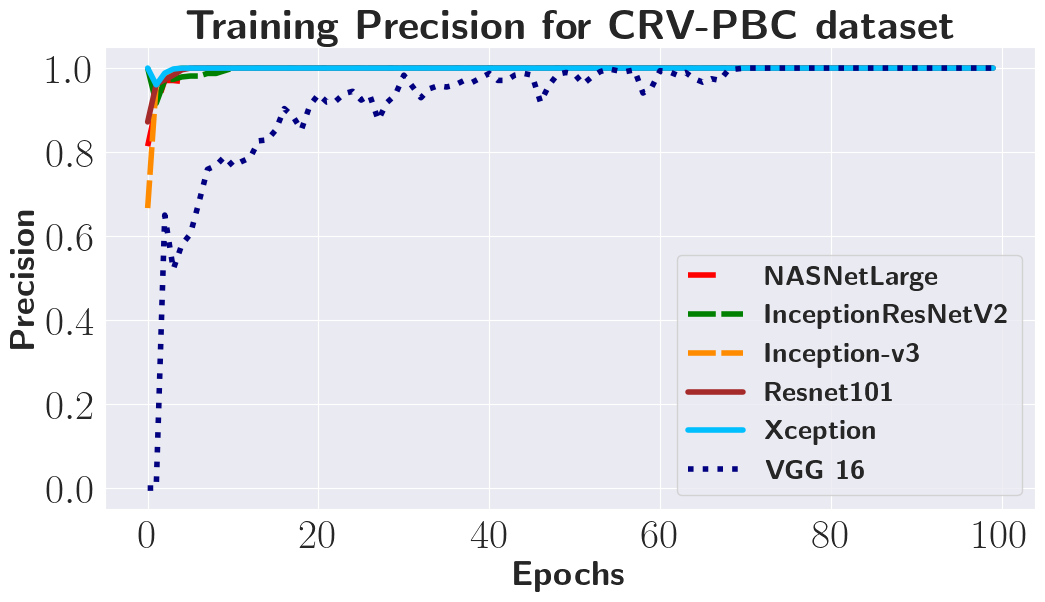 Training Precision for CRV-PBC dataset
Precision
1.0
0.8
0.6
0.4
0.2
0.0
NASNetLarge
InceptionResNetV2
Inception-v3
Resnet101
Xception
VGG 16
0 20 40 60 80 100
Epochs